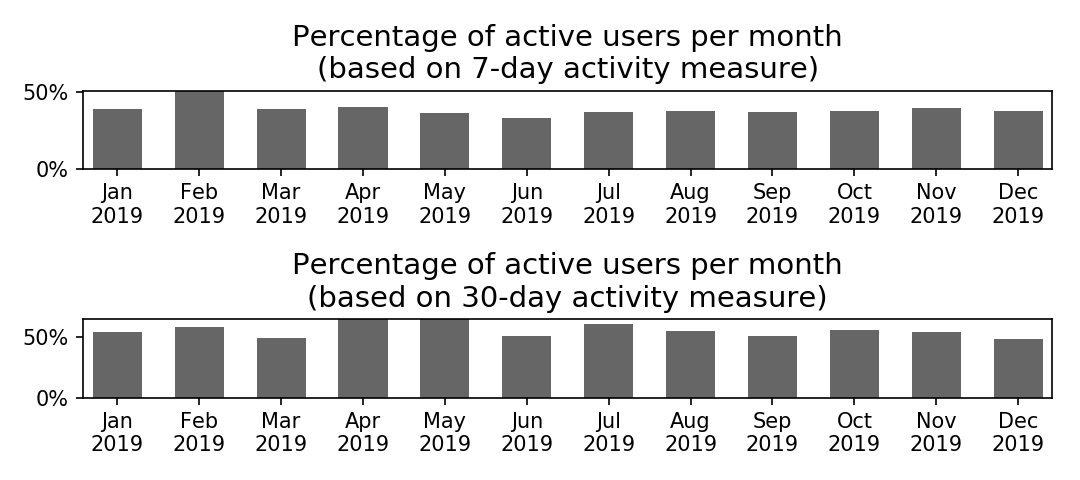 Percentage of active users per month
(based on 7-day activity measure)
50%
0%
Jan Feb Mar Apr May Jun Jul Aug Sep Oct Nov Dec
2019 2019 2019 2019 2019 2019 2019 2019 2019 2019 2019 2019
Percentage of active users per month
(based on 30-day activity measure)
50%
0%
Jan Feb Mar Apr May Jun Jul Aug Sep Oct Nov Dec
2019 2019 2019 2019 2019 2019 2019 2019 2019 2019 2019 2019